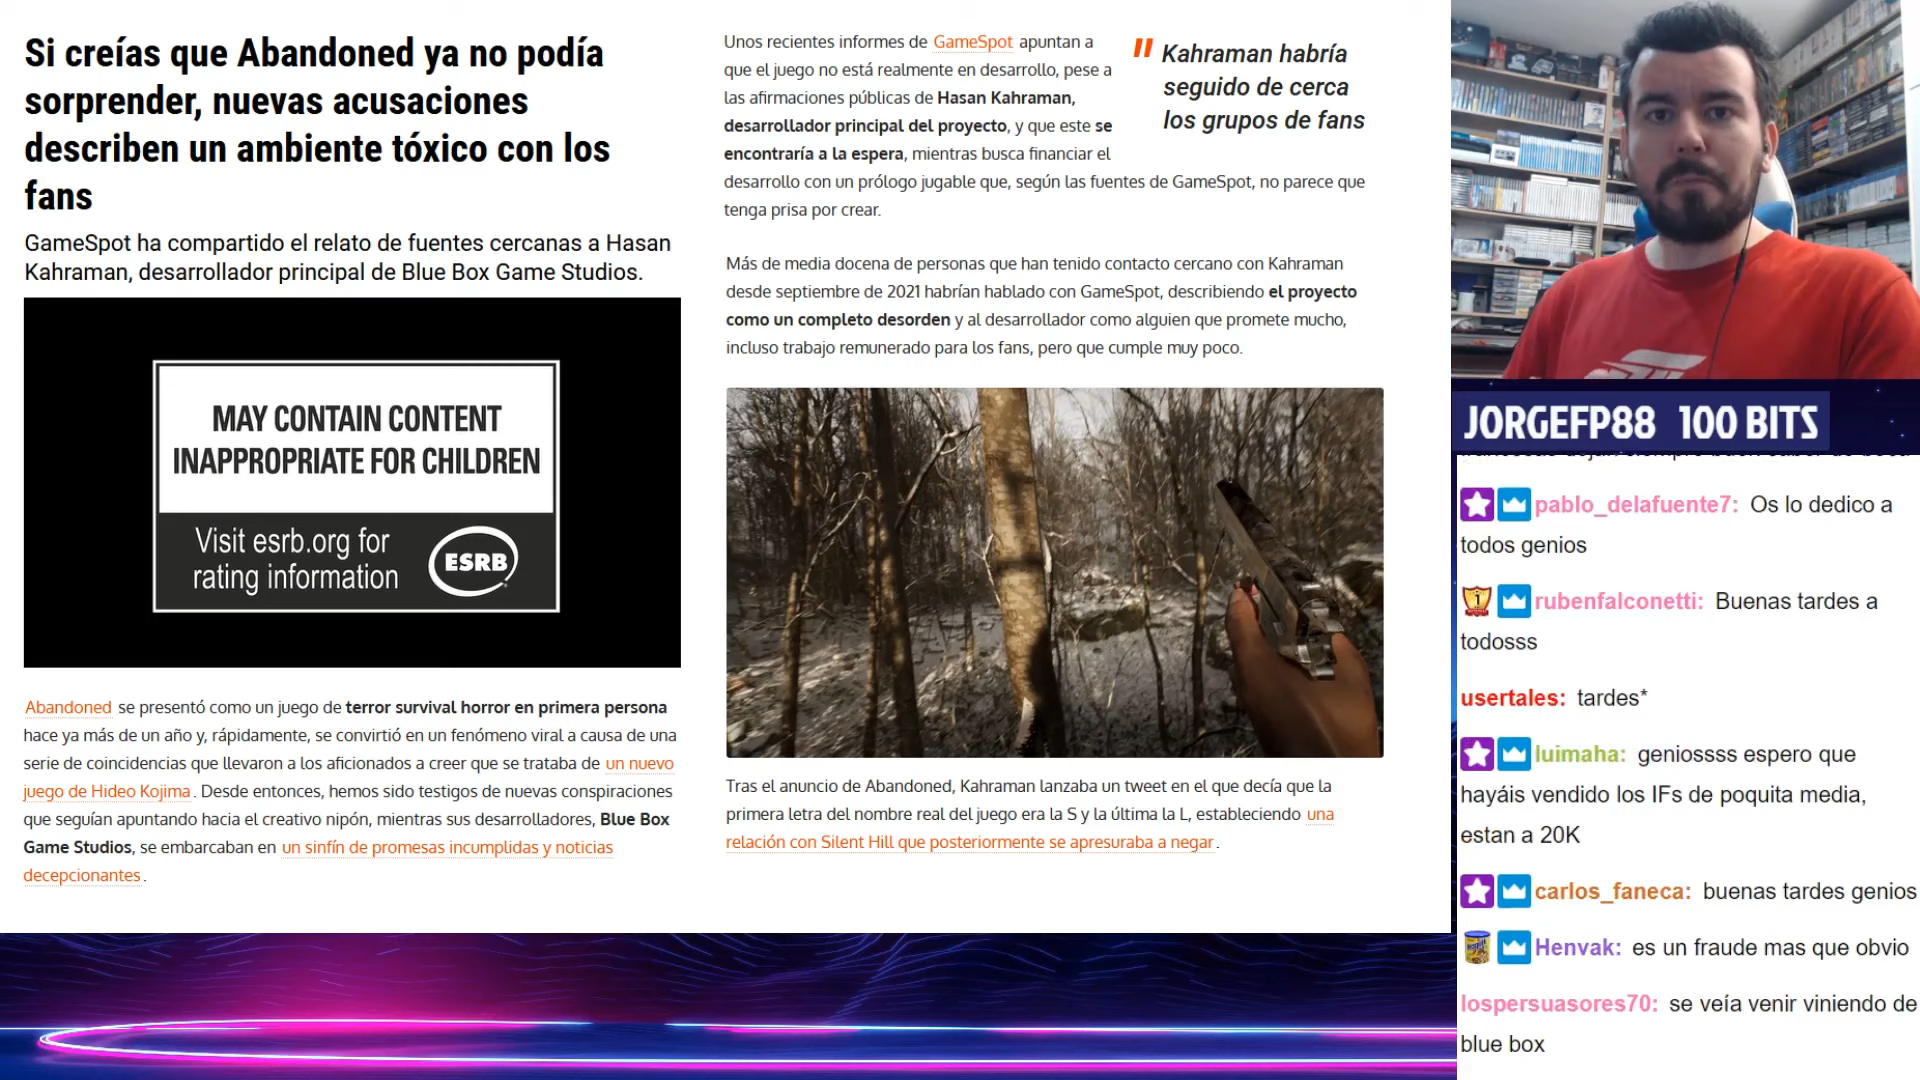 Si creías que Abandoned ya no podía
sorprender, nuevas acusaciones
describen un ambiente tóxico con los
fans
GameSpot ha compartido el relato de fuentes cercanas a Hasan
Kahraman, desarrollador principal de Blue Box Game Studios.
MAY CONTAIN CONTENT
INAPPROPRIATE FOR CHILDREN
Visit esrb.org for
rating information
ESRB
Abandoned se presentó como un juego de terror survival horror en primera persona
hace ya más de un año y, rápidamente, se convirtió en un fenómeno viral a causa de una
serie de coincidencias que llevaron a los aficionados a creer que se trataba de un nuevo
juego de Hideo Kojima. Desde entonces, hemos sido testigos de nuevas conspiraciones
que seguían apuntando hacia el creativo nipón, mientras sus desarrolladores, Blue Box
Game Studios, se embarcaban en un sinfín de promesas incumplidas y noticias
decepcionantes.
Unos recientes informes de GameSpot apuntan a
que el juego no está realmente en desarrollo, pese a
las afirmaciones públicas de Hasan Kahraman,
desarrollador principal del proyecto, y que este se
encontraría a la espera, mientras busca financiar el
desarrollo con un prólogo jugable que, según las fuentes de GameSpot, no parece que
tenga prisa por crear.
" Kahraman habría
seguido de cerca
los grupos de fans
Más de media docena de personas que han tenido contacto cercano con Kahraman
desde septiembre de 2021 habrían hablado con GameSpot, describiendo el proyecto
como un completo desorden y al desarrollador como alguien que promete mucho,
incluso trabajo remunerado para los fans, pero que cumple muy poco.
Tras el anuncio de Abandoned, Kahraman lanzaba un tweet en el que decía que la
primera letra del nombre real del juego era la S y la última la L, estableciendo una
relación con Silent Hill que posteriormente se apresuraba a negar.
JORGEFP88 100 BITS
pablo_delafuente7: Os lo dedico a
todos genios
rubenfalconetti: Buenas tardes a
todosss
usertales: tardes*
luimaha: geniossss espero que
hayáis vendido los IFs de poquita media,
estan a 20K
carlos_faneca: buenas tardes genios
Henvak: es un fraude mas que obvio
lospersuasores70: se veía venir viniendo de
blue box